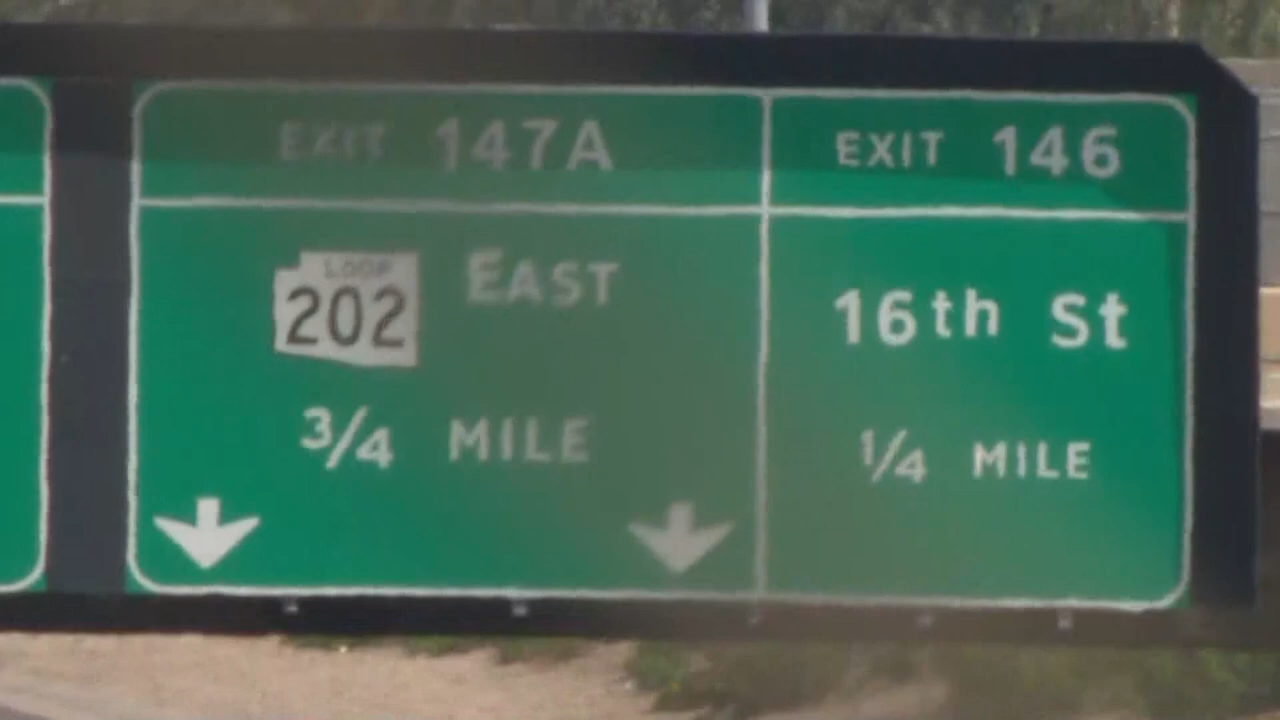 EXIT 147A
LOOP
202
EAST
3/4 MILE
EXIT 146
16th St
1/4 MILE